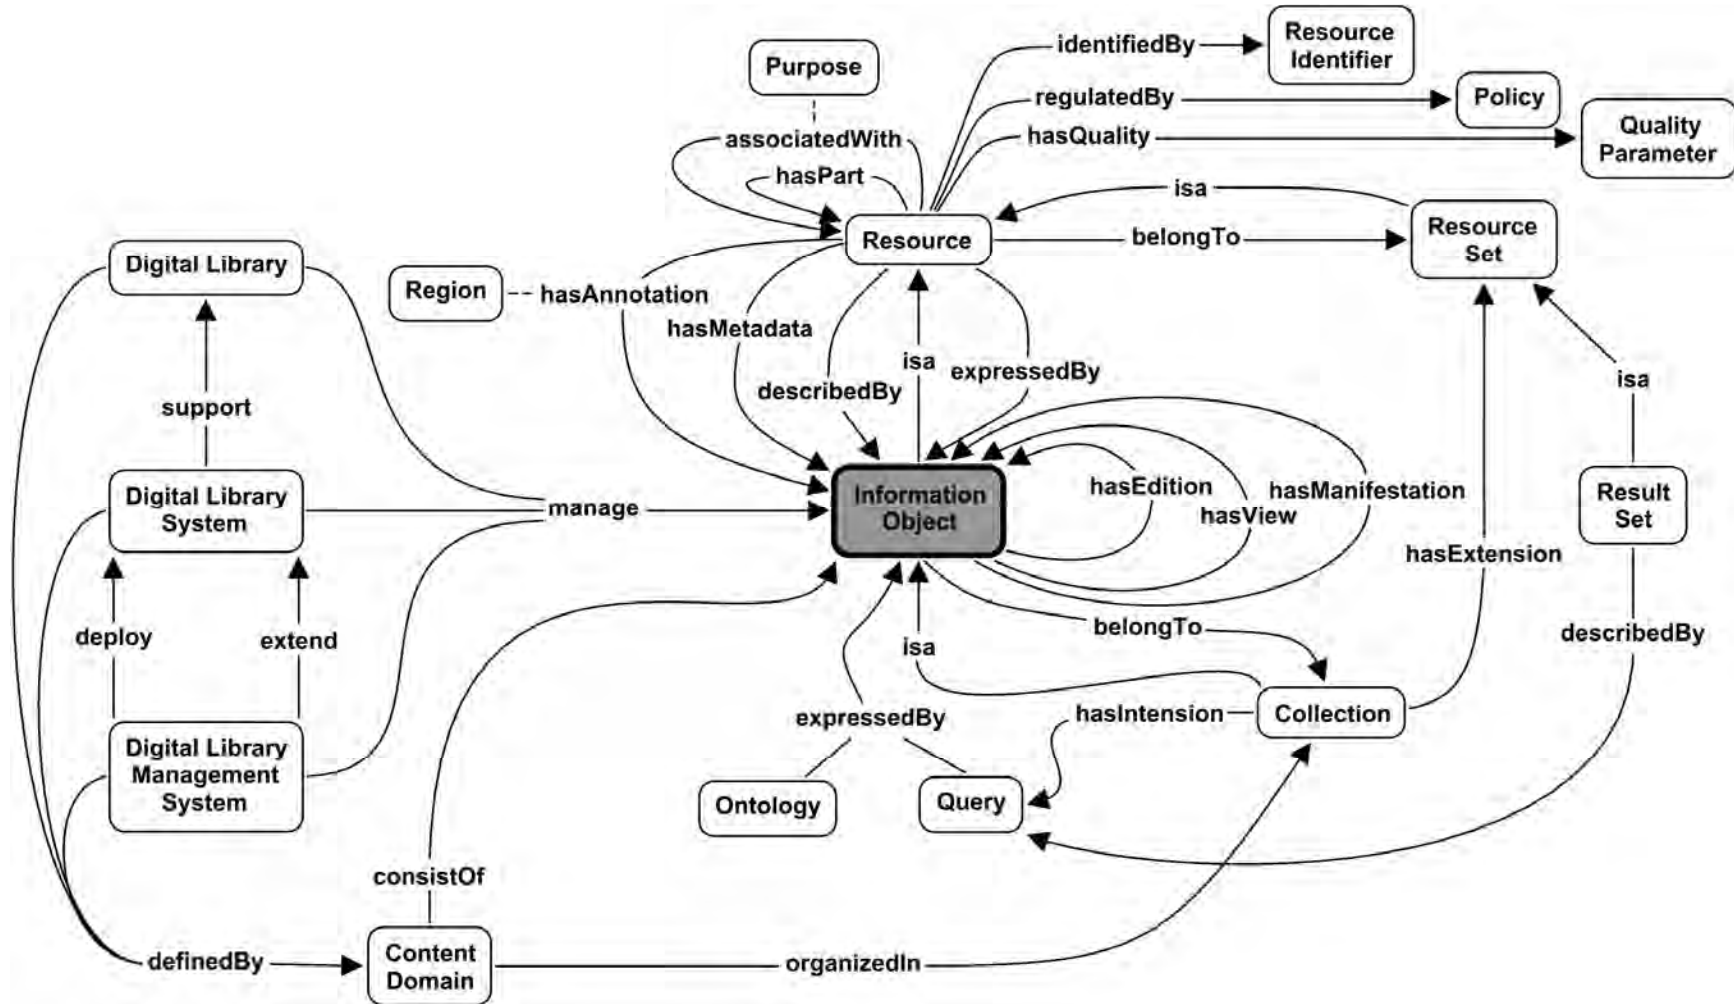 Resource
Identifier
identifiedBy
Purpose
regulatedBy
Policy
hasQuality
Quality
Parameter
associatedWith
hasPart
isa
Resource
belongTo
Resource
Set
Digital Library
Region
hasAnnotation
hasMetadata
isa
expressedBy
describedBy
isa
support
Digital Library
System
manage
Information
Object
hasEdition
hasView
hasManifestation
Result
Set
hasExtension
deploy
extend
belongTo
isa
describedBy
Digital Library
Management
System
expressedBy
hasIntension
Collection
Ontology
Query
consistOf
definedBy
Content
Domain
organizedIn